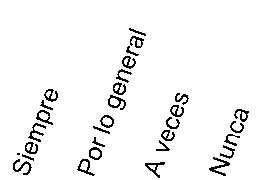 Siempre
Por lo general
A veces
Nunca